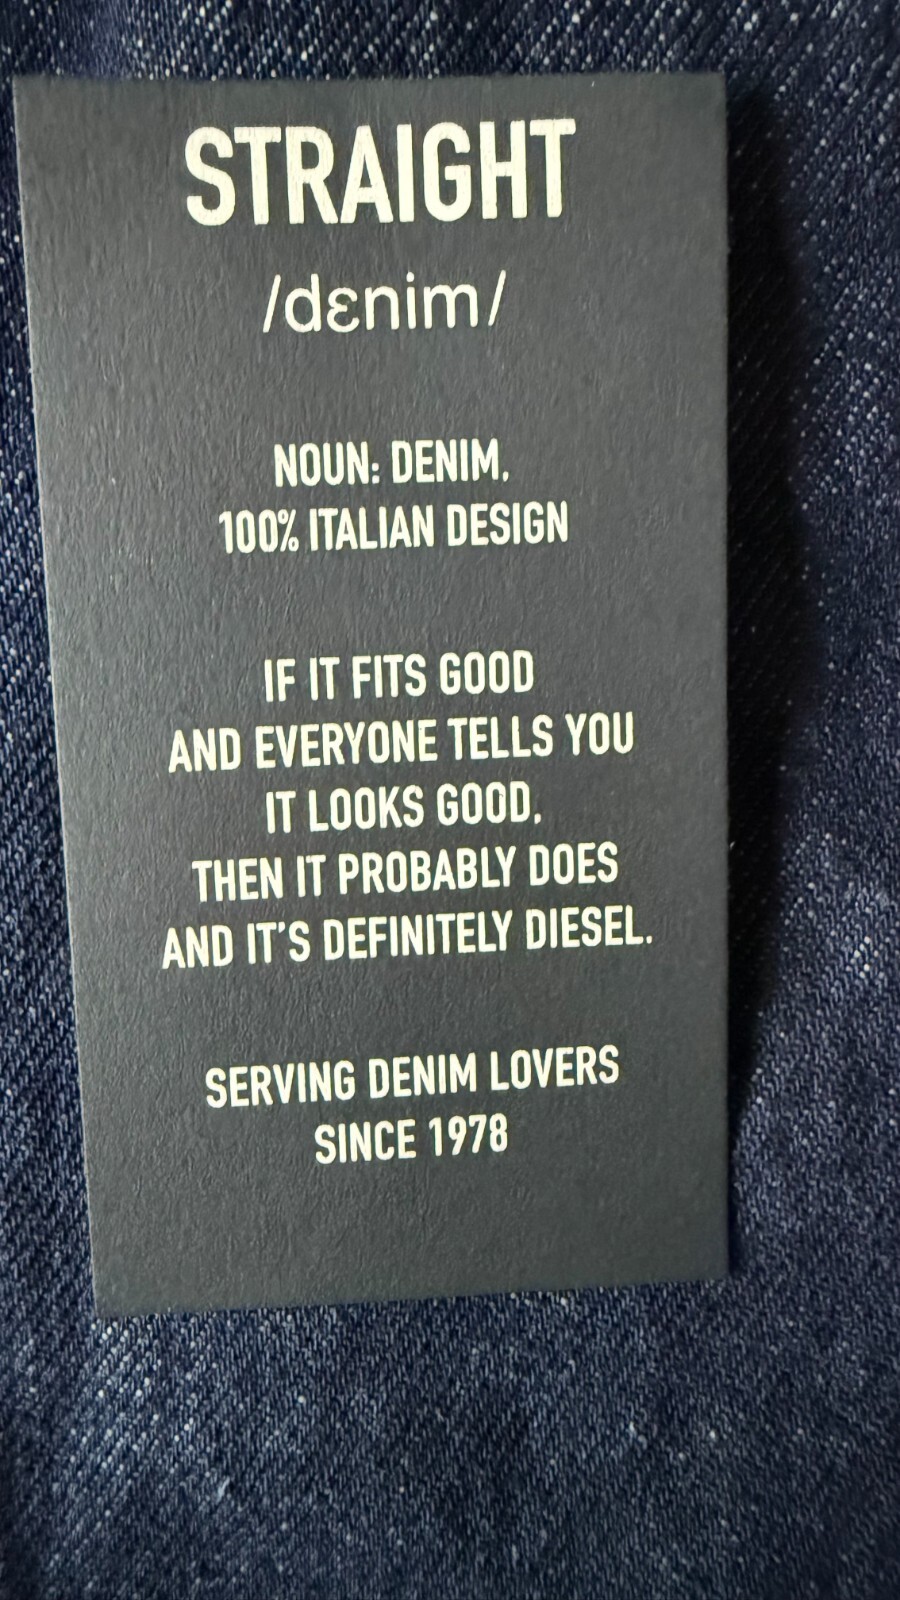 STRAIGHT
/dɛnim/
NOUN: DENIM.
100% ITALIAN DESIGN
IF IT FITS GOOD
AND EVERYONE TELLS YOU
IT LOOKS GOOD,
THEN IT PROBABLY DOES
AND IT'S DEFINITELY DIESEL.
SERVING DENIM LOVERS
SINCE 1978